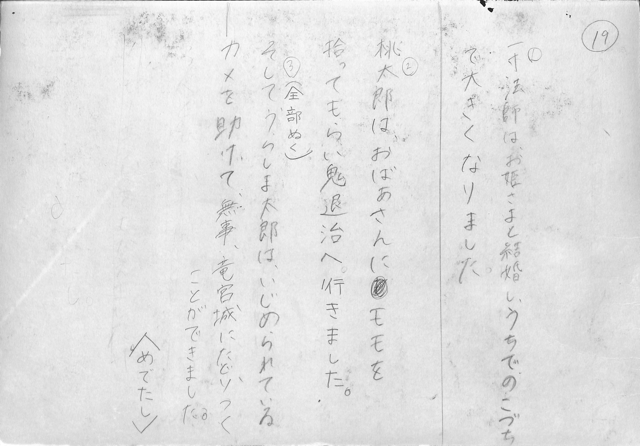 19
① 一寸法師は、お姫さまと結婚しうちでのこづち
で大きくなりました。
② 桃太郎は、おばあさんにモモを
拾ってもらい鬼退治へ行きました。
③ (全部ぬく)
そしてうらしま太郎は、いじめられている
カメを助けて、無事、竜宮城にたどりつく
ことができました。
〈めでたし〉